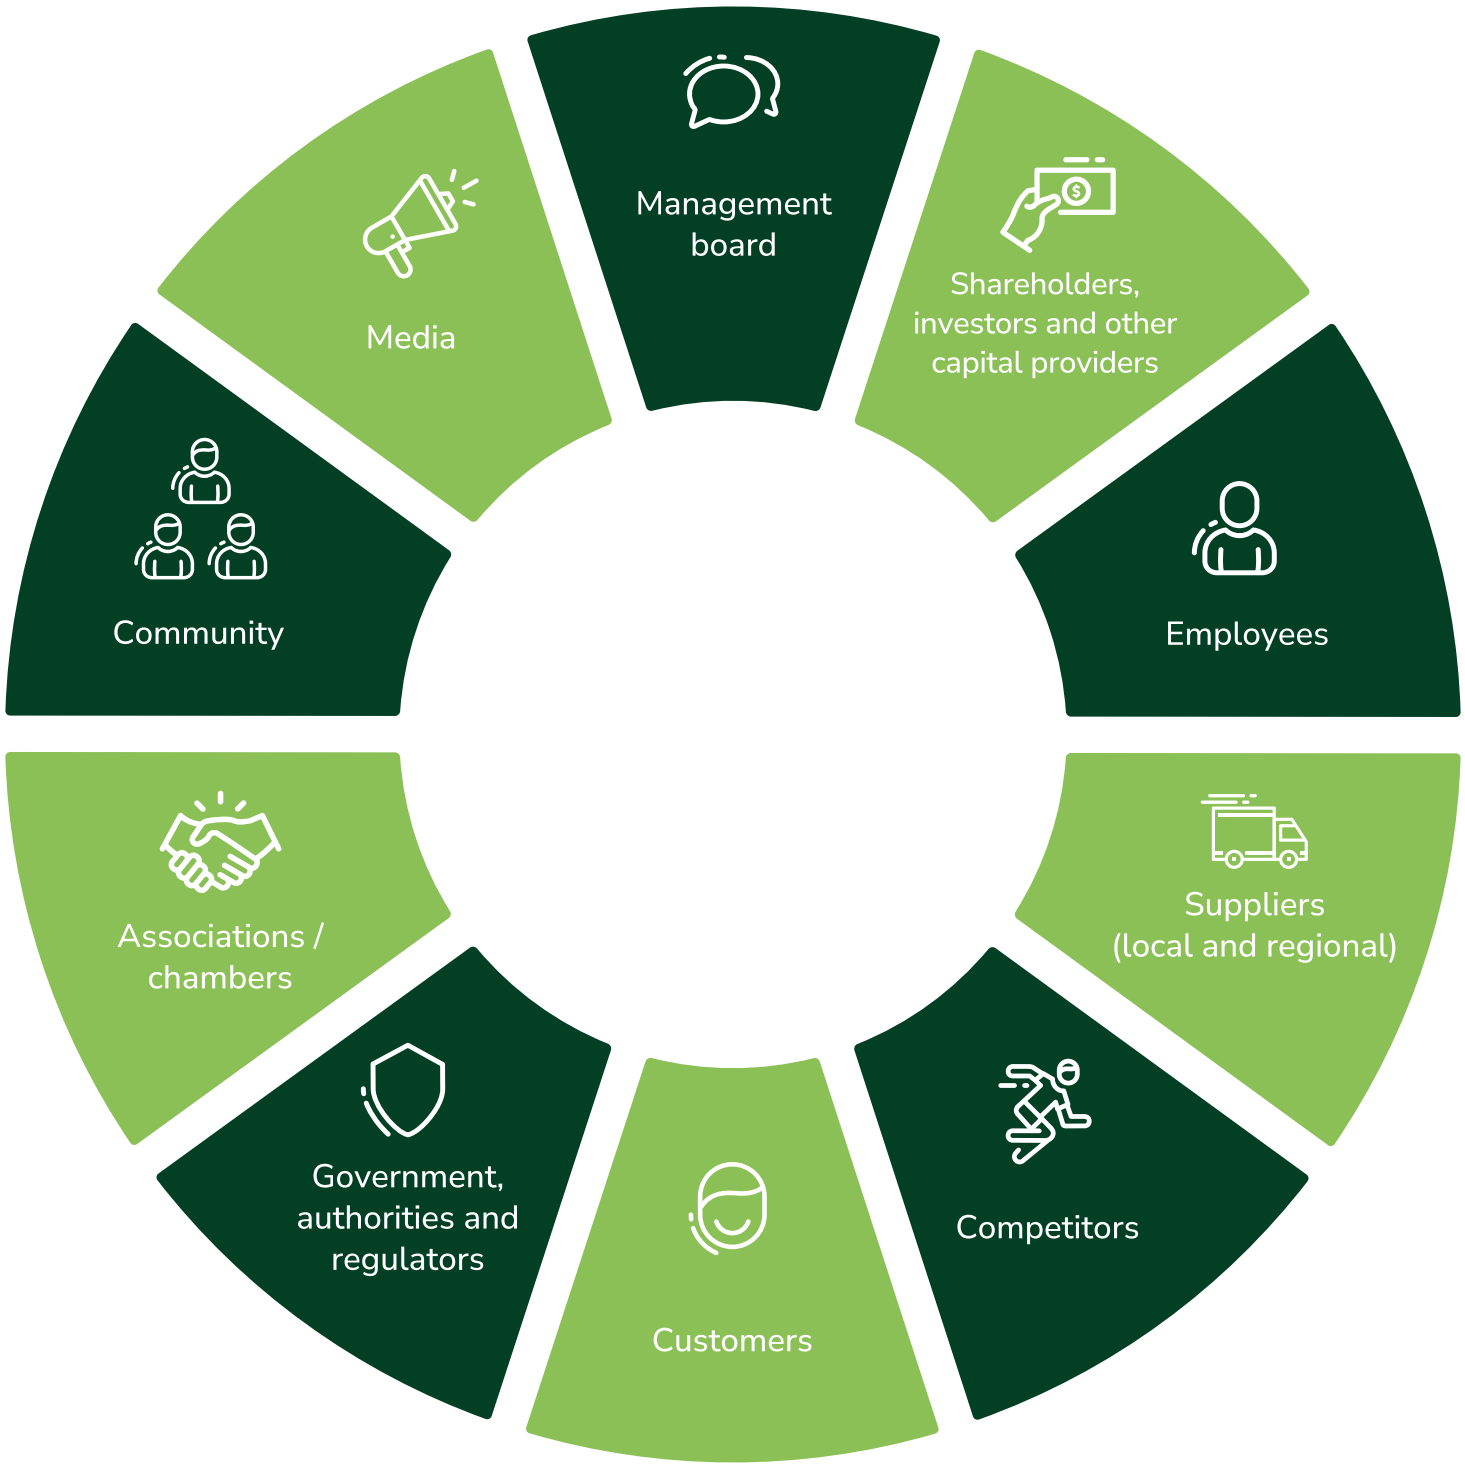 Management
board
Shareholders,
investors and other
capital providers
Employees
Suppliers
(local and regional)
Competitors
Customers
Government,
authorities and
regulators
Associations /
chambers
Community
Media
$